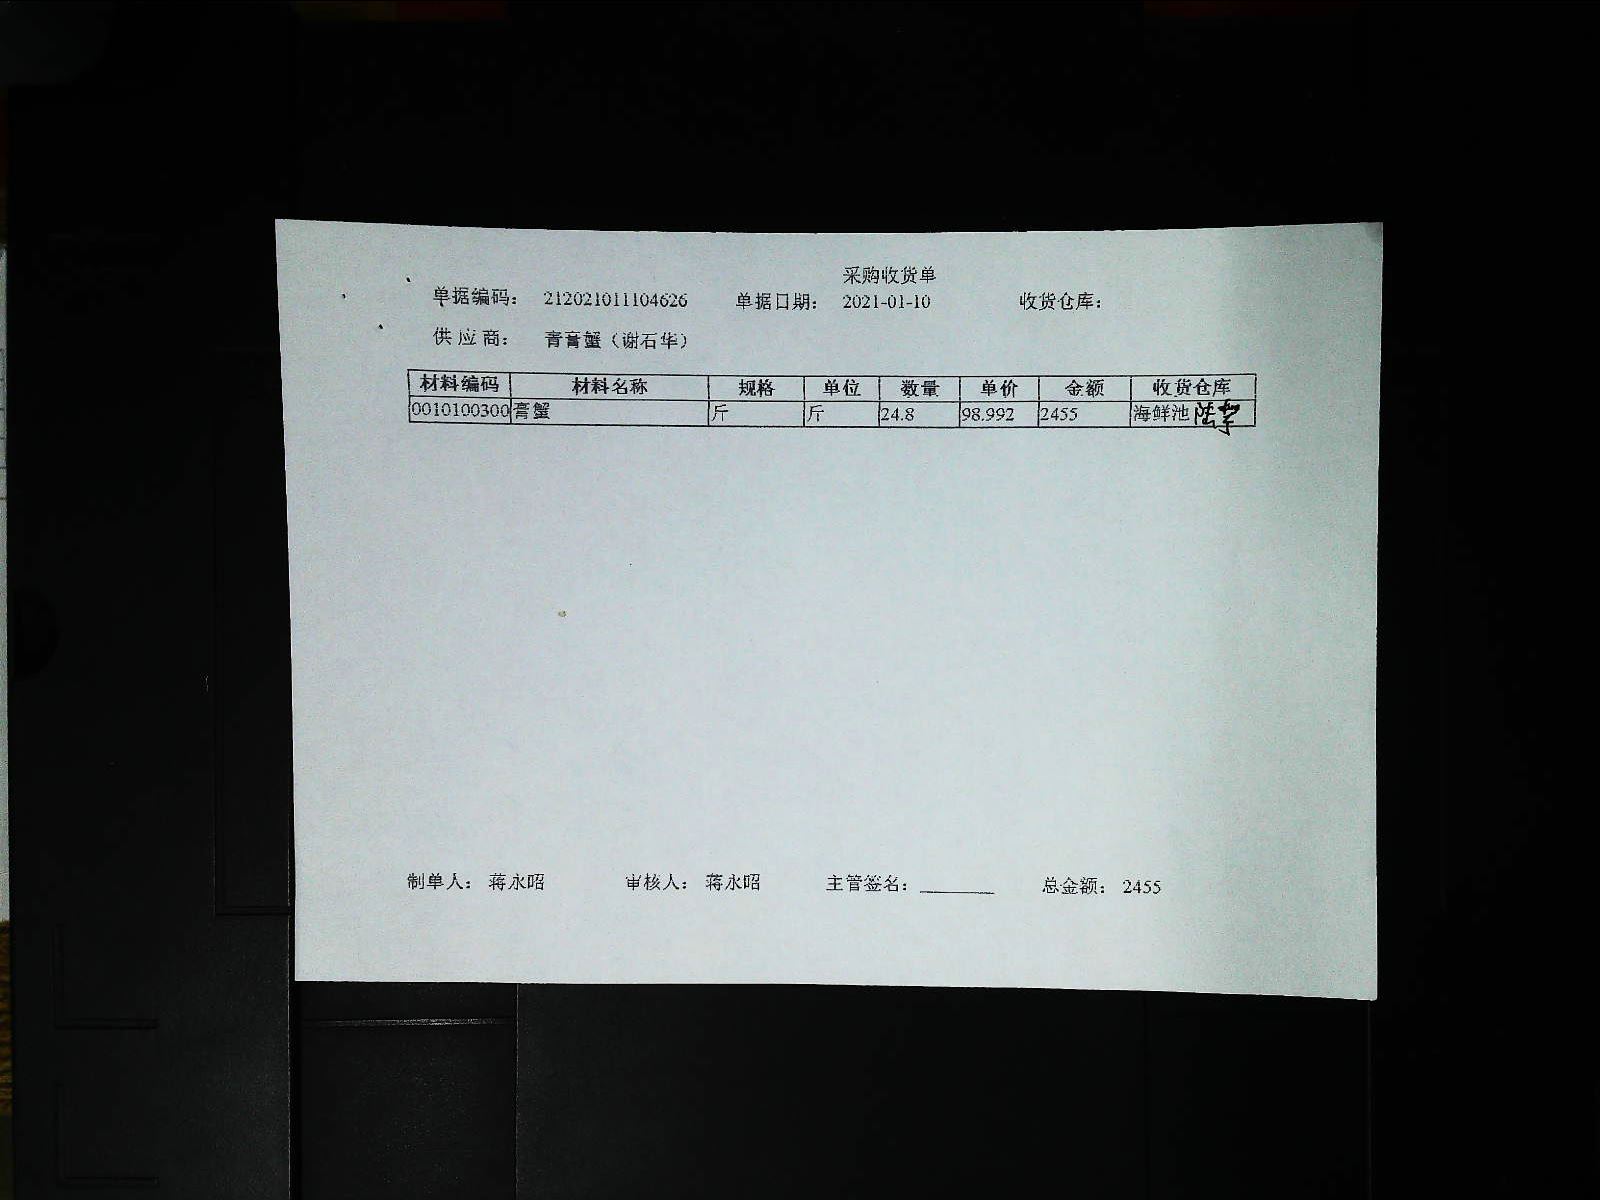 采购收货单
单据编码： 212021011104626 单据日期： 2021-01-10 收货仓库：
供 应 商： 青膏蟹（谢石华）
材料编码 材料名称 规格 单位 数量 单价 金额 收货仓库
0010100300 膏蟹 斤 斤 24.8 98.992 2455 海鲜池
制单人： 蒋永昭 审核人： 蒋永昭 主管签名： 总金额： 2455